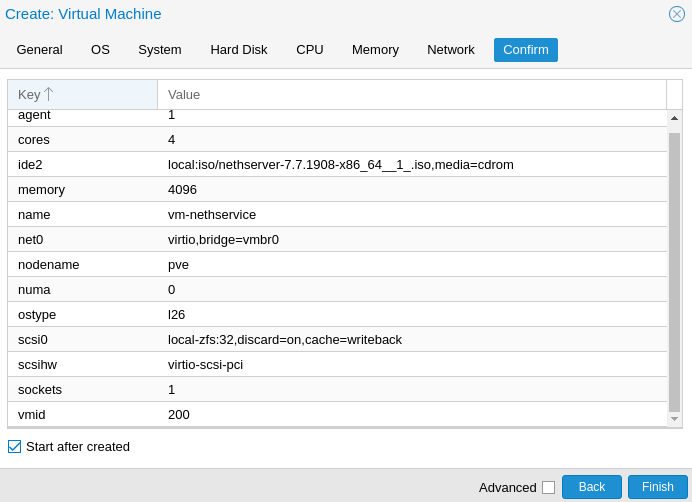 Create: Virtual Machine
General OS System Hard Disk CPU Memory Network Confirm
Key Value
agent 1
cores 4
ide2 local:iso/nethserver-7.7.1908-x86_64__1_.iso,media=cdrom
memory 4096
name vm-nethservice
net0 virtio,bridge=vmbr0
nodename pve
numa 0
ostype l26
scsi0 local-zfs:32,discard=on,cache=writeback
scsihw virtio-scsi-pci
sockets 1
vmid 200
Start after created
Advanced Back Finish